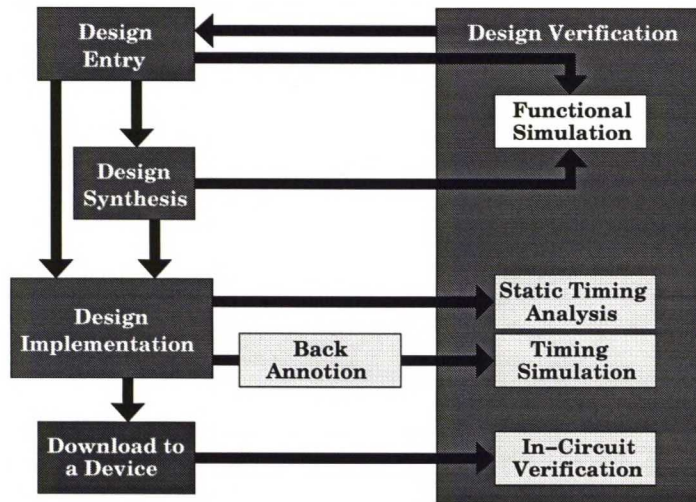 Design
Entry
Design Verification
Functional
Simulation
Design
Synthesis
Design
Implementation
Static Timing
Analysis
Back
Annotion
Timing
Simulation
Download to
a Device
In-Circuit
Verification